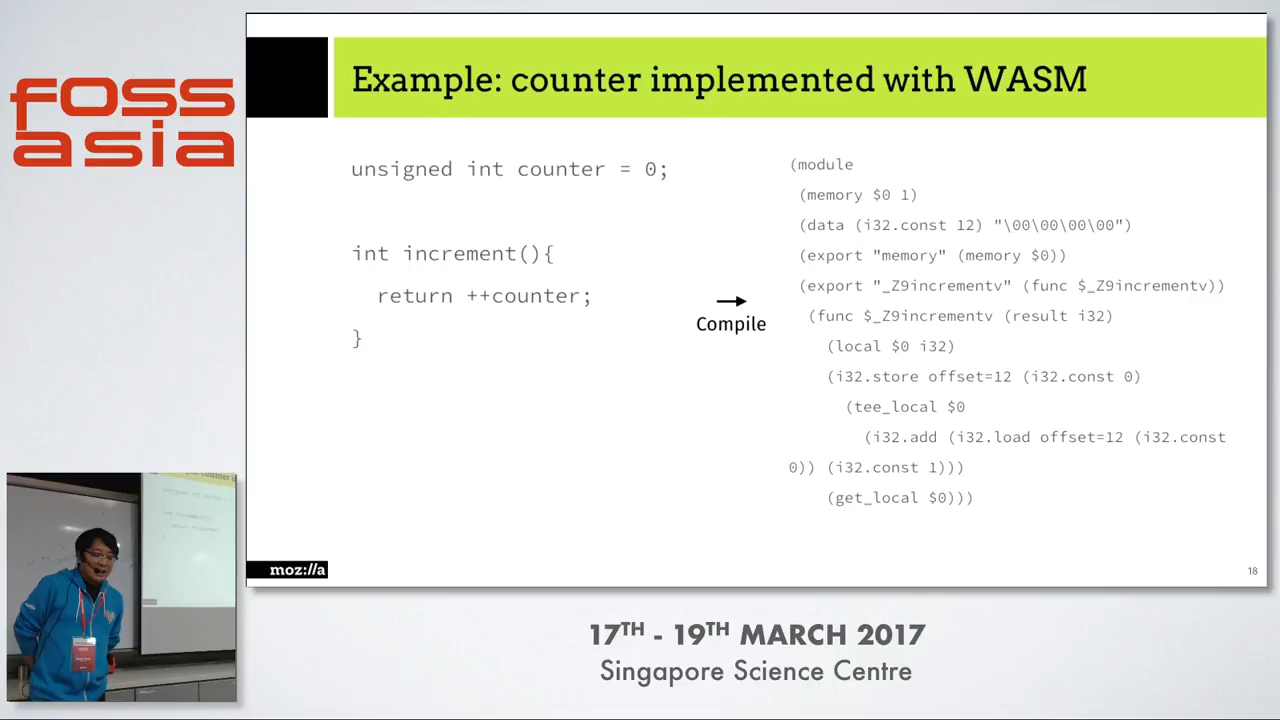 foss
asia
Example: counter implemented with WASM
unsigned int counter = 0;
int increment(){
return ++counter;
}
Compile
(module
(memory $0 1)
(data (i32.const 12) "\00\00\00\00")
(export "memory" (memory $0))
(export "_Z9incrementv" (func $_Z9incrementv))
(func $_Z9incrementv (result i32)
(local $0 i32)
(i32.store offset=12 (i32.const 0)
(tee_local $0
(i32.add (i32.load offset=12 (i32.const
0)) (i32.const 1)))
(get_local $0)))
moz://a
18
17TH - 19TH MARCH 2017
Singapore Science Centre